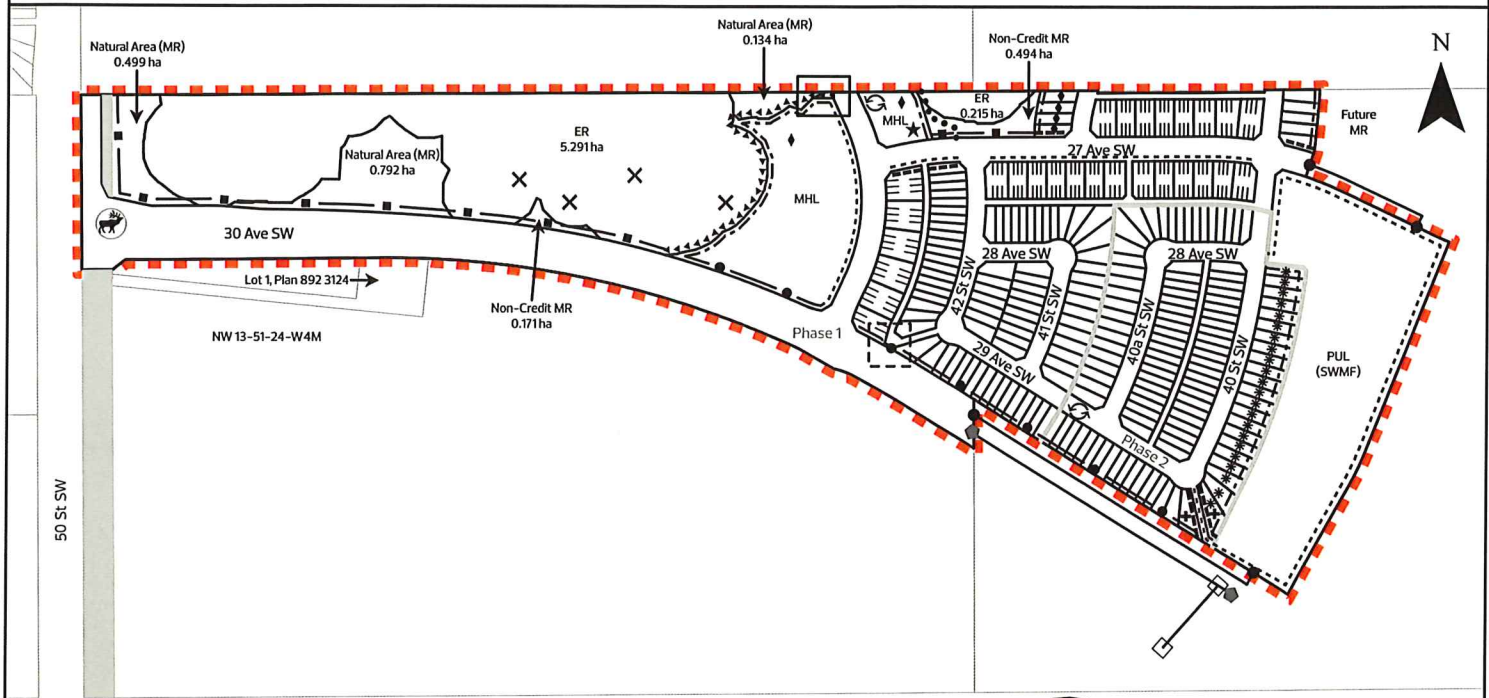 Natural Area (MR)
0.499 ha
Natural Area (MR)
0.134 ha
Non-Credit MR
0.494 ha
N
ER
5.291 ha
ER
0.215 ha
MHL
Future
MR
Natural Area (MR)
0.792 ha
27 Ave SW
MHL
30 Ave SW
28 Ave SW
28 Ave SW
Lot 1, Plan 892 3124
Non-Credit MR
0.171 ha
42 St SW
41 St SW
40a St SW
40 St SW
NW 13-51-24-W4M
Phase 1
29 Ave SW
PUL
(SWMF)
Phase 2
50 St SW